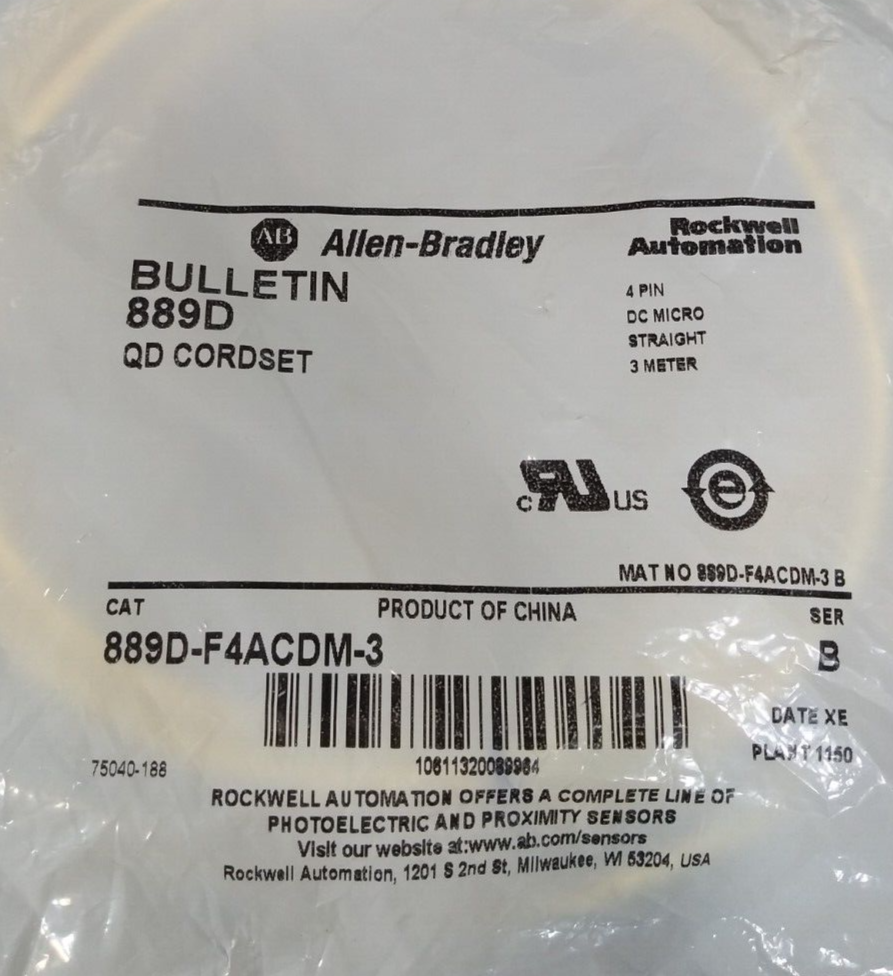 AB Allen-Bradley
Rockwell
Automation
BULLETIN
889D
QD CORDSET
4 PIN
DC MICRO
STRAIGHT
3 METER
c RU US
e
MAT NO 889D-F4ACDM-3 B
CAT
PRODUCT OF CHINA
SER
889D-F4ACDM-3
B
DATE XE
PLANT 1150
75040-188
ROCKWELL AUTOMATION OFFERS A COMPLETE LINE OF
PHOTOELECTRIC AND PROXIMITY SENSORS
Visit our website at:www.ab.com/sensors
Rockwell Automation, 1201 S 2nd St, Milwaukee, WI 53204, USA